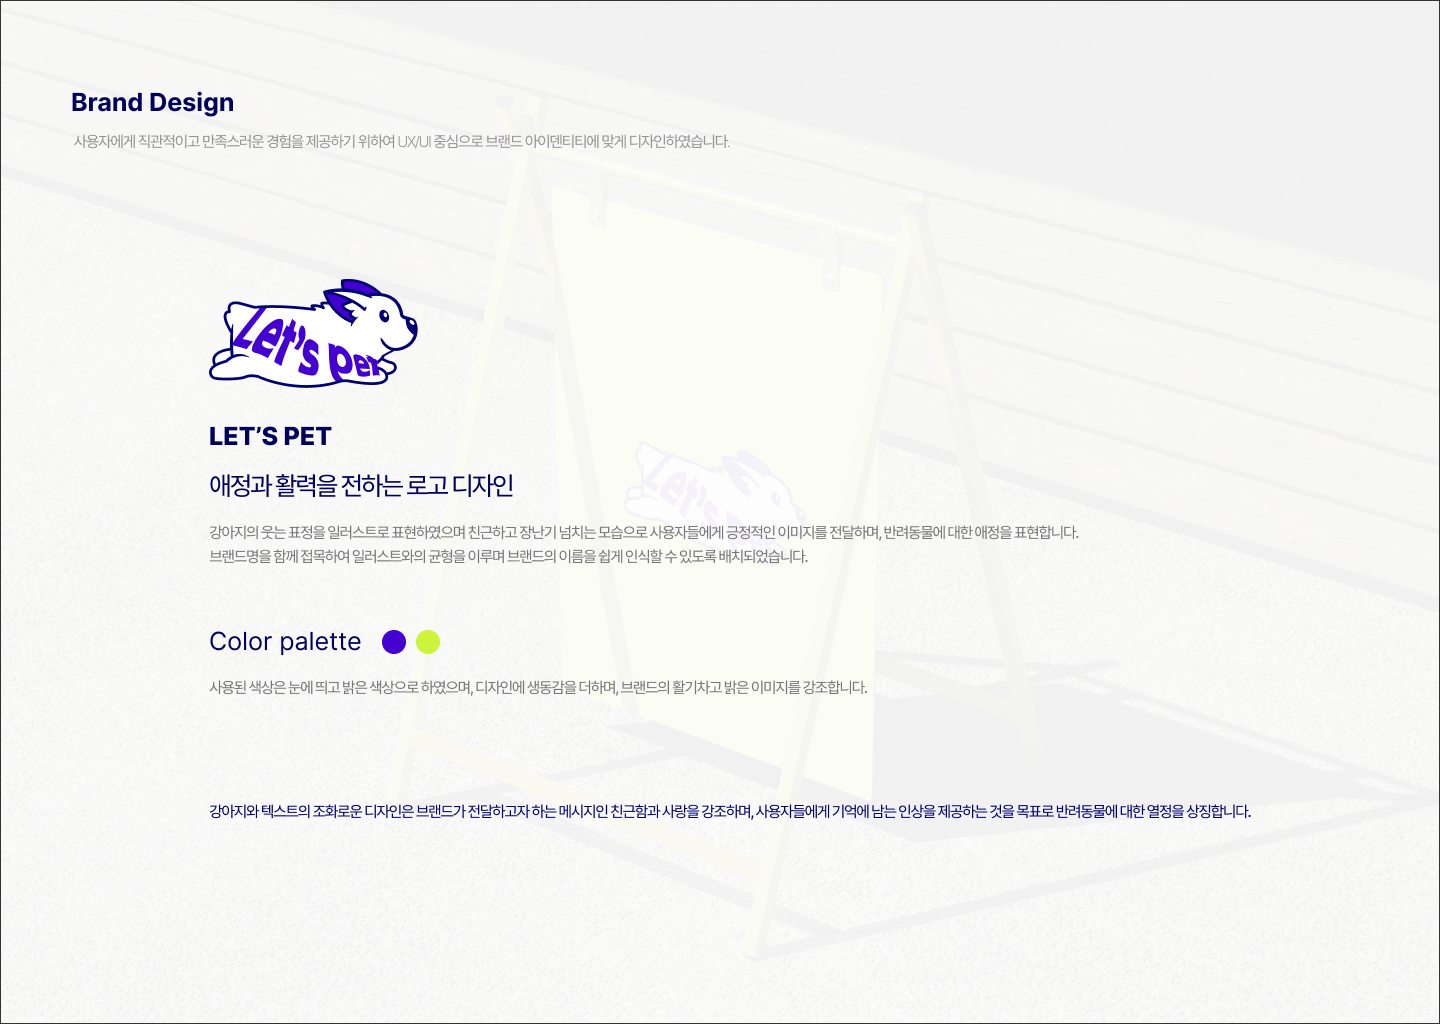 Brand Design
사용자에게 직관적이고 만족스러운 경험을 제공하기 위하여 UX/UI 중심으로 브랜드 아이덴티티에 맞게 디자인하였습니다.
Let's pet
LET’S PET
애정과 활력을 전하는 로고 디자인
강아지의 웃는 표정을 일러스트로 표현하였으며 친근하고 장난기 넘치는 모습으로 사용자들에게 긍정적인 이미지를 전달하며, 반려동물에 대한 애정을 표현합니다.
브랜드명을 함께 접목하여 일러스트와의 균형을 이루며 브랜드의 이름을 쉽게 인식할 수 있도록 배치되었습니다.
Color palette
사용된 색상은 눈에 띄고 밝은 색상으로 하였으며, 디자인에 생동감을 더하며, 브랜드의 활기차고 밝은 이미지를 강조합니다.
강아지와 텍스트의 조화로운 디자인은 브랜드가 전달하고자 하는 메시지인 친근함과 사랑을 강조하며, 사용자들에게 기억에 남는 인상을 제공하는 것을 목표로 반려동물에 대한 열정을 상징합니다.